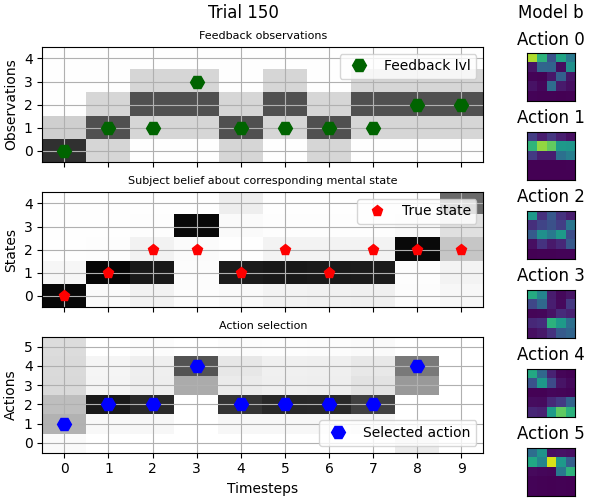 Trial 150
Model b
Feedback observations
Action 0
4
3
2
1
0
Observations
Feedback lvl
Action 1
Subject belief about corresponding mental state
Action 2
4
3
2
1
0
States
True state
Action 3
Action selection
Action 4
5
4
3
2
1
0
Actions
Selected action
Action 5
0 1 2 3 4 5 6 7 8 9
Timesteps